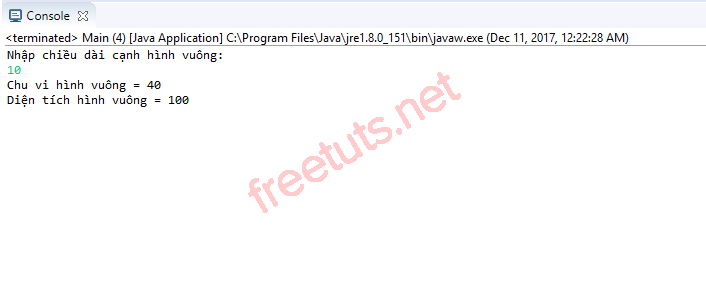 Console
<terminated> Main (4) [Java Application] C:\Program Files\Java\jre1.8.0_151\bin\javaw.exe (Dec 11, 2017, 12:22:28 AM)
Nhập chiều dài cạnh hình vuông:
10
Chu vi hình vuông = 40
Diện tích hình vuông = 100
freetuts.net